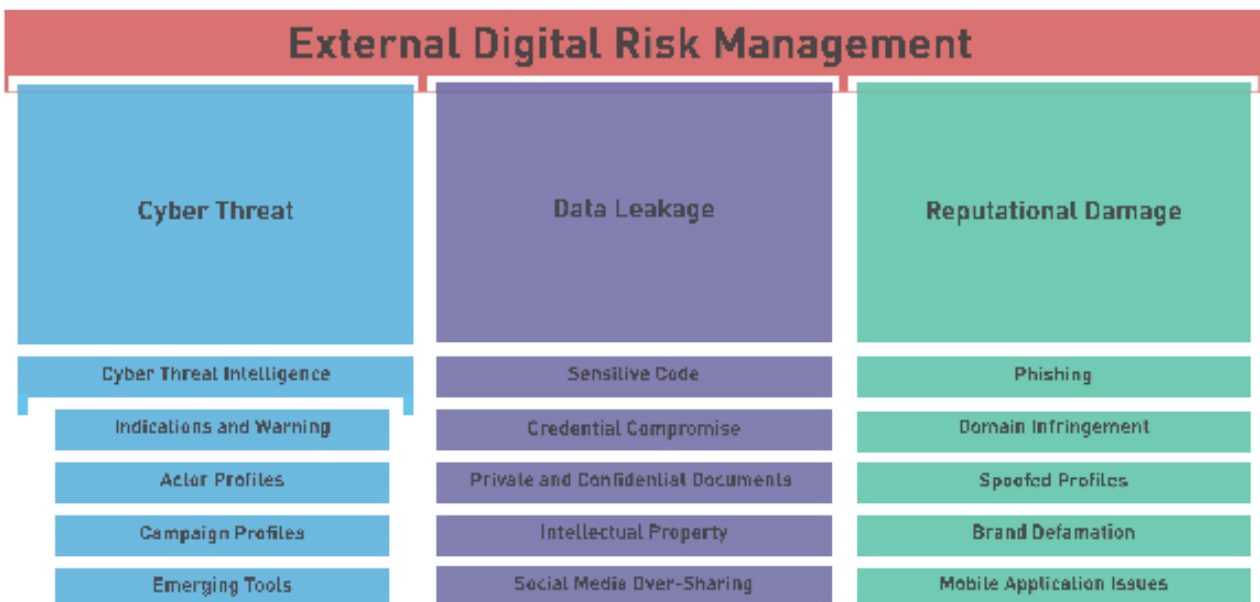 External Digital Risk Management
Cyber Threat
Data Leakage
Reputational Damage
Cyber Threat Intelligence
Indications and Warning
Actor Profiles
Campaign Profiles
Emerging Tools
Sensitive Code
Credential Compromise
Private and Confidential Documents
Intellectual Property
Social Media Over-Sharing
Phishing
Domain Infringement
Spoofed Profiles
Brand Defamation
Mobile Application Issues